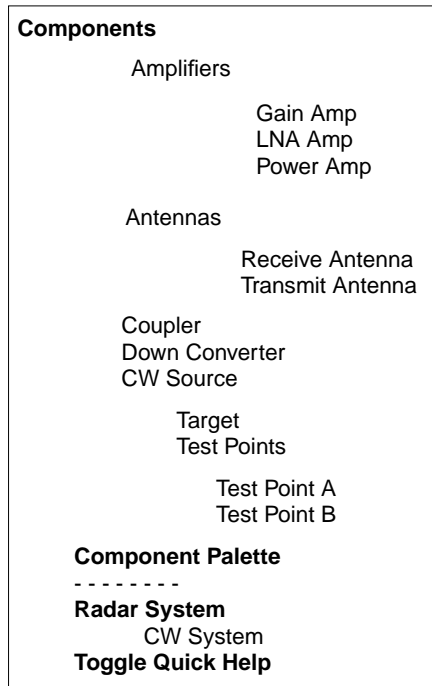 Components
Amplifiers
Gain Amp
LNA Amp
Power Amp
Antennas
Receive Antenna
Transmit Antenna
Coupler
Down Converter
CW Source
Target
Test Points
Test Point A
Test Point B
Component Palette
- - - - - - - -
Radar System
CW System
Toggle Quick Help